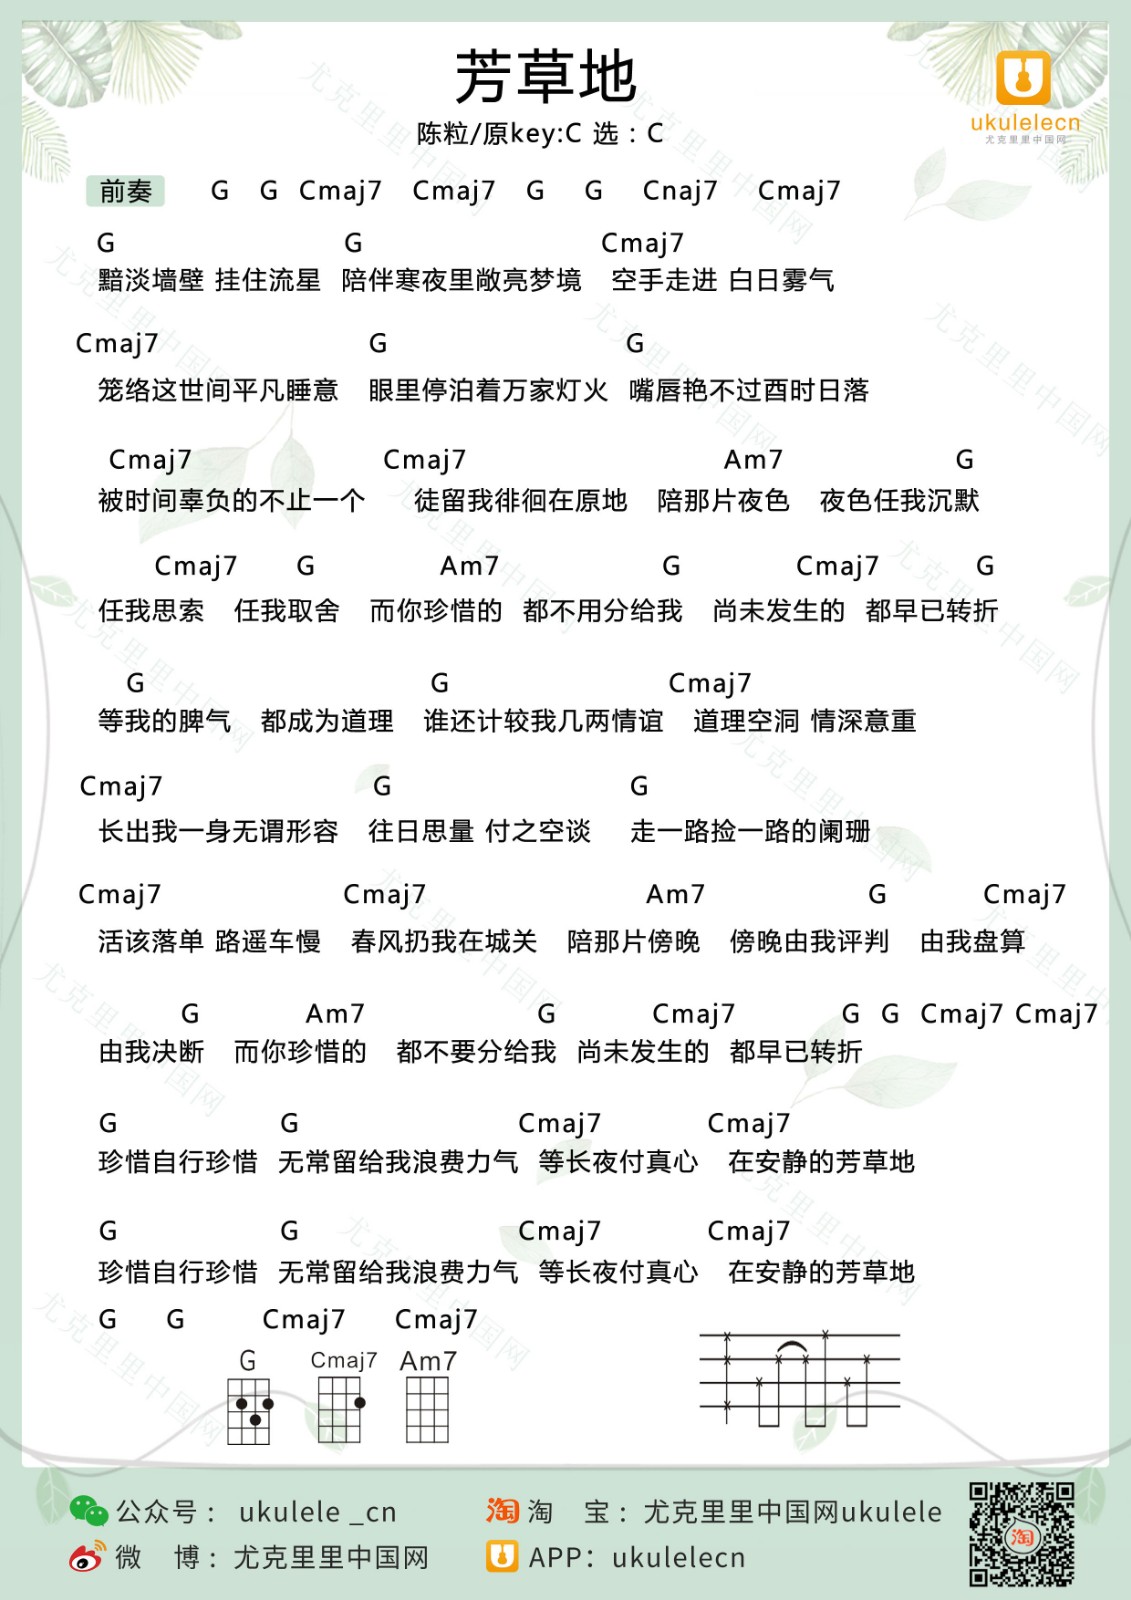 芳草地
陈粒/原key:C 选：C
ukulelecn
尤克里里中国网
前奏 G G Cmaj7 Cmaj7 G G Cnaj7 Cmaj7
G G Cmaj7
黯淡墙壁 挂住流星 陪伴寒夜里敞亮梦境 空手走进 白日雾气
Cmaj7 G G
笼络这世间平凡睡意 眼里停泊着万家灯火 嘴唇艳不过酉时日落
Cmaj7 Cmaj7 Am7 G
被时间辜负的不止一个 徒留我徘徊在原地 陪那片夜色 夜色任我沉默
Cmaj7 G Am7 G Cmaj7 G
任我思索 任我取舍 而你珍惜的 都不用分给我 尚未发生的 都早已转折
G G Cmaj7
等我的脾气 都成为道理 谁还计较我几两情谊 道理空洞 情深意重
Cmaj7 G G
长出我一身无谓形容 往日思量 付之空谈 走一路捡一路的阑珊
Cmaj7 Cmaj7 Am7 G Cmaj7
活该落单 路遥车慢 春风扔我在城关 陪那片傍晚 傍晚由我评判 由我盘算
G Am7 G Cmaj7 G G Cmaj7 Cmaj7
由我决断 而你珍惜的 都不要分给我 尚未发生的 都早已转折
G G Cmaj7 Cmaj7
珍惜自行珍惜 无常留给我浪费力气 等长夜付真心 在安静的芳草地
G G Cmaj7 Cmaj7
珍惜自行珍惜 无常留给我浪费力气 等长夜付真心 在安静的芳草地
G G Cmaj7 Cmaj7
G Cmaj7 Am7
公众号： ukulele _cn 淘 淘 宝：尤克里里中国网ukulele
微 博：尤克里里中国网 APP：ukulelecn
淘